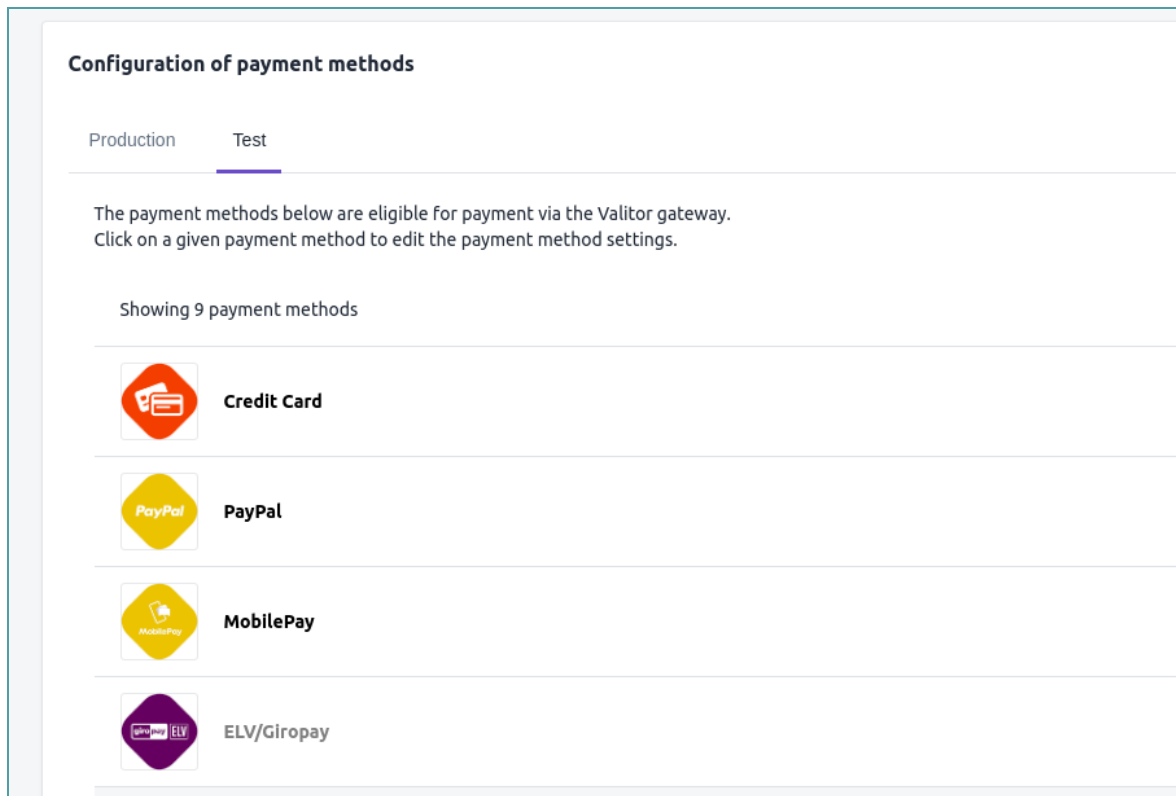 Configuration of payment methods
Production
Test
The payment methods below are eligible for payment via the Valitor gateway.
Click on a given payment method to edit the payment method settings.
Showing 9 payment methods
Credit Card
PayPal
PayPal
MobilePay
MobilePay
giropay ELV
ELV/Giropay